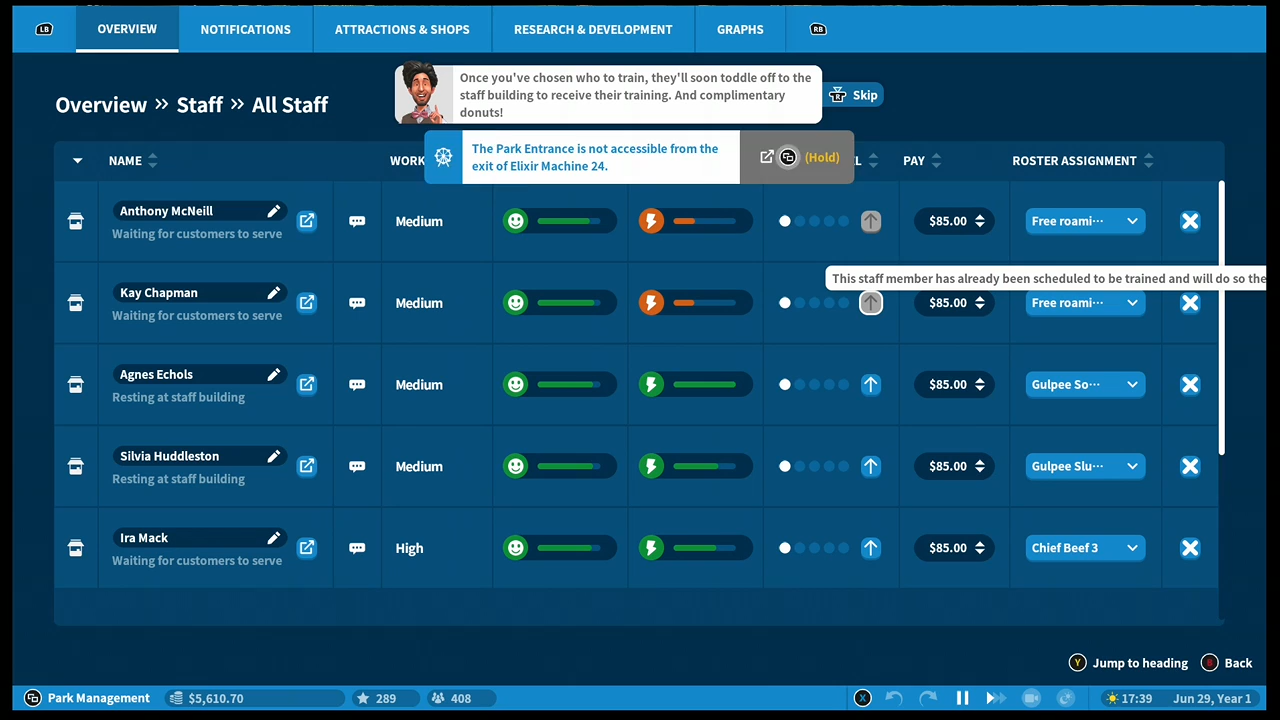 LB
OVERVIEW
NOTIFICATIONS
ATTRACTIONS & SHOPS
RESEARCH & DEVELOPMENT
GRAPHS
RB
Once you've chosen who to train, they'll soon toddle off to the
staff building to receive their training. And complimentary
donuts!
R
Skip
Overview » Staff » All Staff
The Park Entrance is not accessible from the
exit of Elixir Machine 24.
(Hold)
NAME
WORK
L
PAY
ROSTER ASSIGNMENT
Anthony McNeill
Waiting for customers to serve
Medium
$85.00
Free roami···
This staff member has already been scheduled to be trained and will do so the
Kay Chapman
Waiting for customers to serve
Medium
$85.00
Free roami···
Agnes Echols
Resting at staff building
Medium
$85.00
Gulpee So···
Silvia Huddleston
Resting at staff building
Medium
$85.00
Gulpee Slu···
Ira Mack
Waiting for customers to serve
High
$85.00
Chief Beef 3
Y Jump to heading
B Back
Park Management
$5,610.70
289
408
X
17:39
Jun 29, Year 1